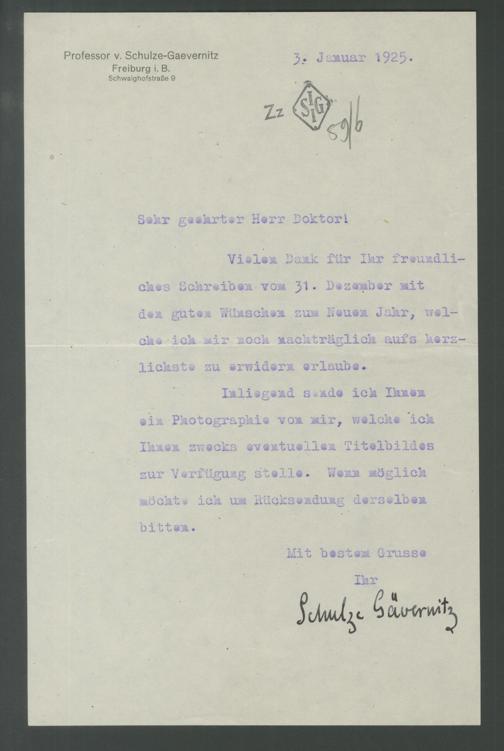 Professor v. Schulze-Gaevernitz
Freiburg i. B.
Schwaighofstraße 9
3. Januar 1925.
Zz SIIG 59/6
Sehr geehrter Herr Doktor!
Vielen Dank für Ihr freundli-
ches Schreiben vom 31. Dezember mit
den guten Wünschen zum Neuen Jahr, wel-
che ich mir noch nachträglich aufs herz-
lichste zu erwidern erlaube.
Inliegend sende ich Ihnen
ein Photographie von mir, welche ich
Ihnen zwecks eventuellen Titelbildes
zur Verfügung stelle. Wenn möglich
möchte ich um Rücksendung derselben
bitten.
Mit bestem Grusse
Ihr
Schulze Gävernitz